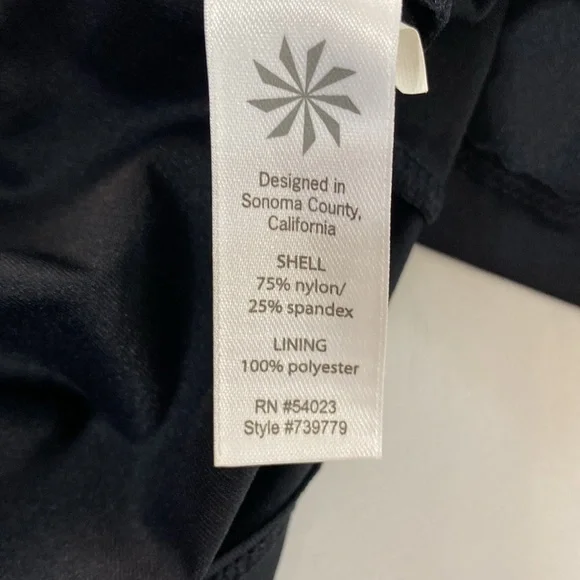 Designed in
Sonoma County,
California
SHELL
75% nylon/
25% spandex
LINING
100% polyester
RN #54023
Style #739779